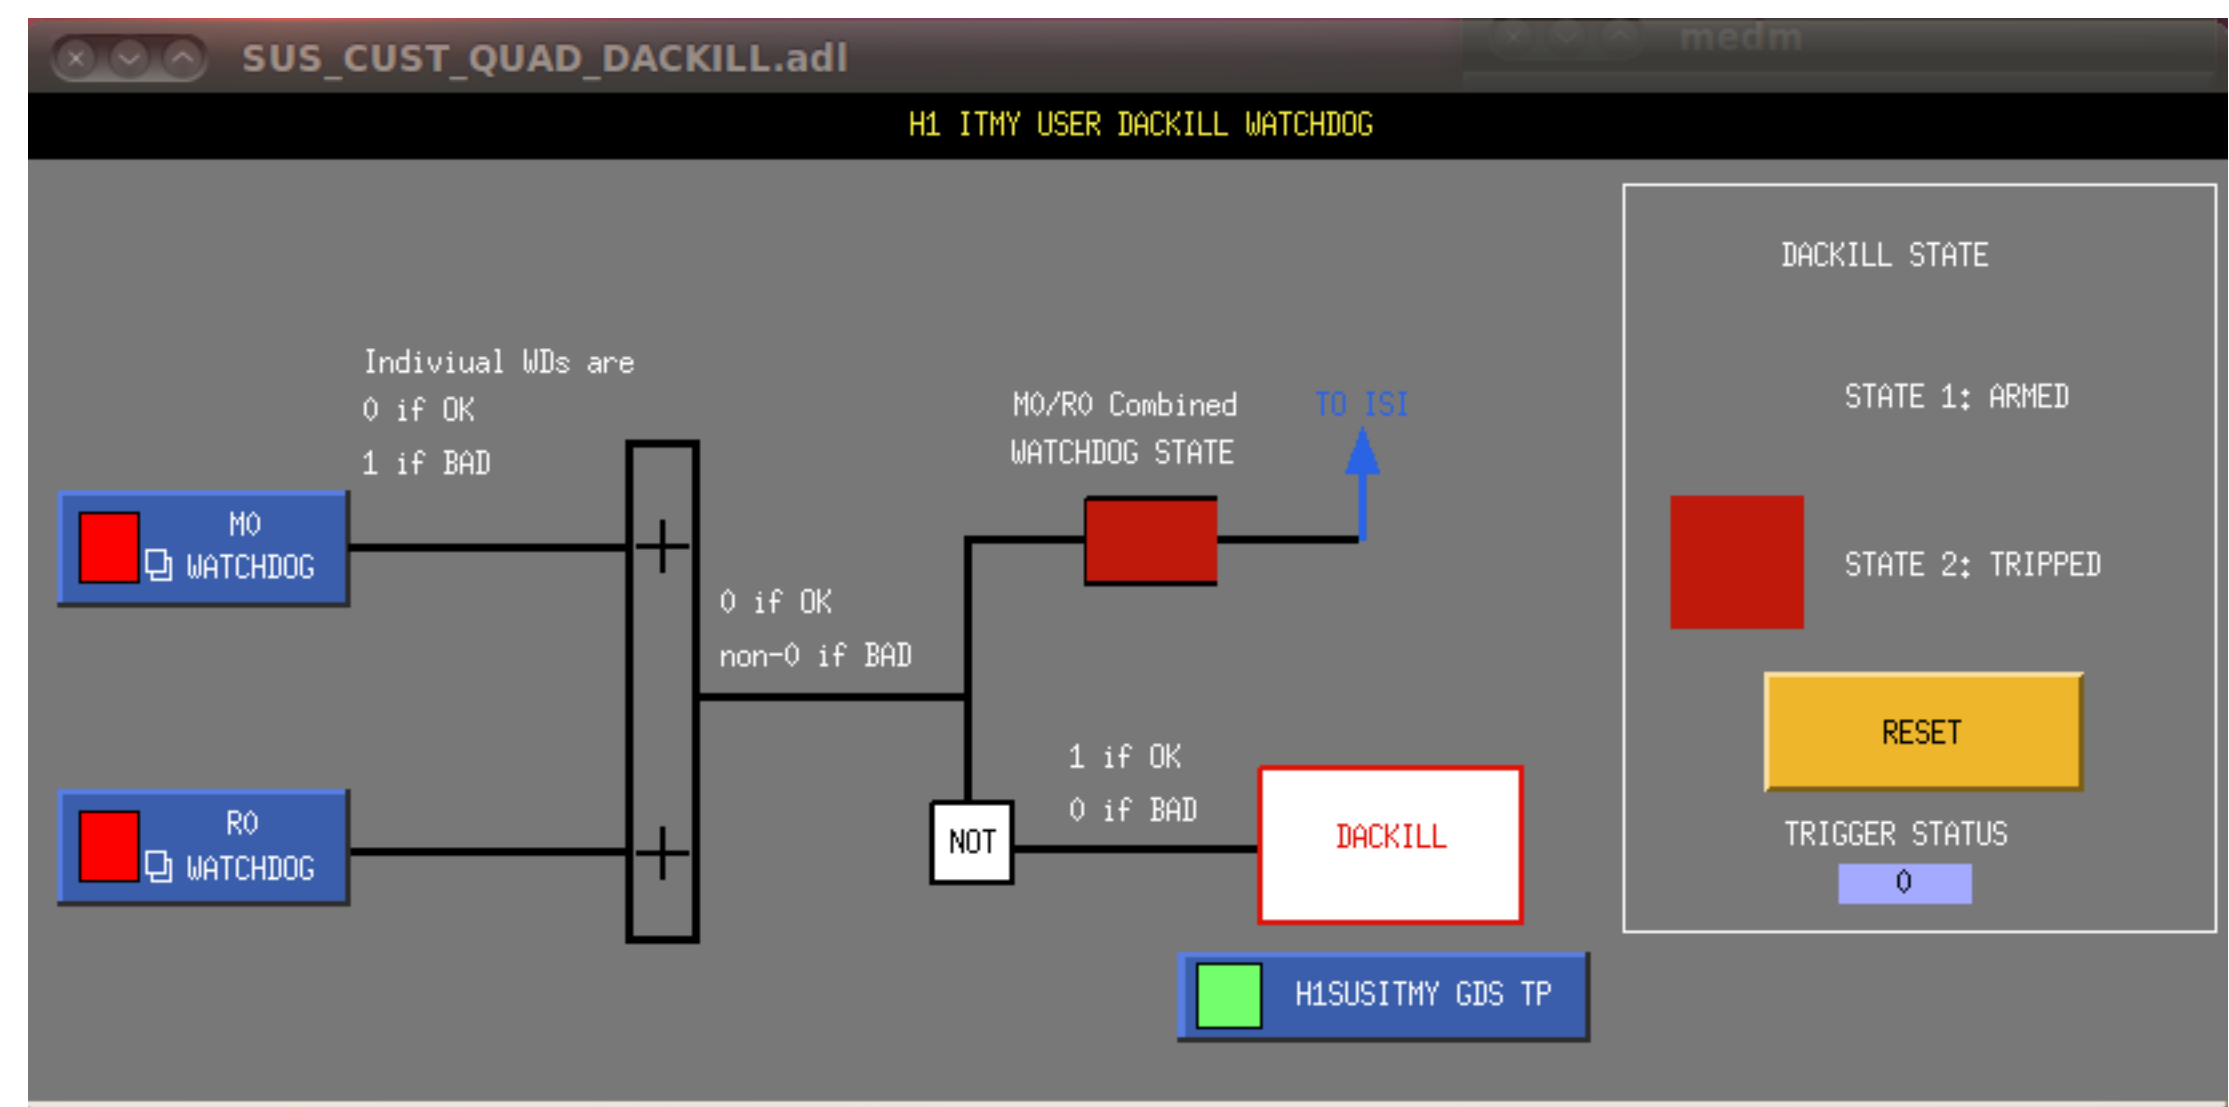 SUS_CUST_QUAD_DACKILL.adl
medm
H1 ITMY USER DACKILL WATCHDOG
Indiviual WDs are
0 if OK
1 if BAD
M0
WATCHDOG
R0
WATCHDOG
+
+
0 if OK
non-0 if BAD
M0/R0 Combined
WATCHDOG STATE
TO ISI
NOT
1 if OK
0 if BAD
DACKILL
H1SUSITMY GDS TP
DACKILL STATE
STATE 1: ARMED
STATE 2: TRIPPED
RESET
TRIGGER STATUS
0